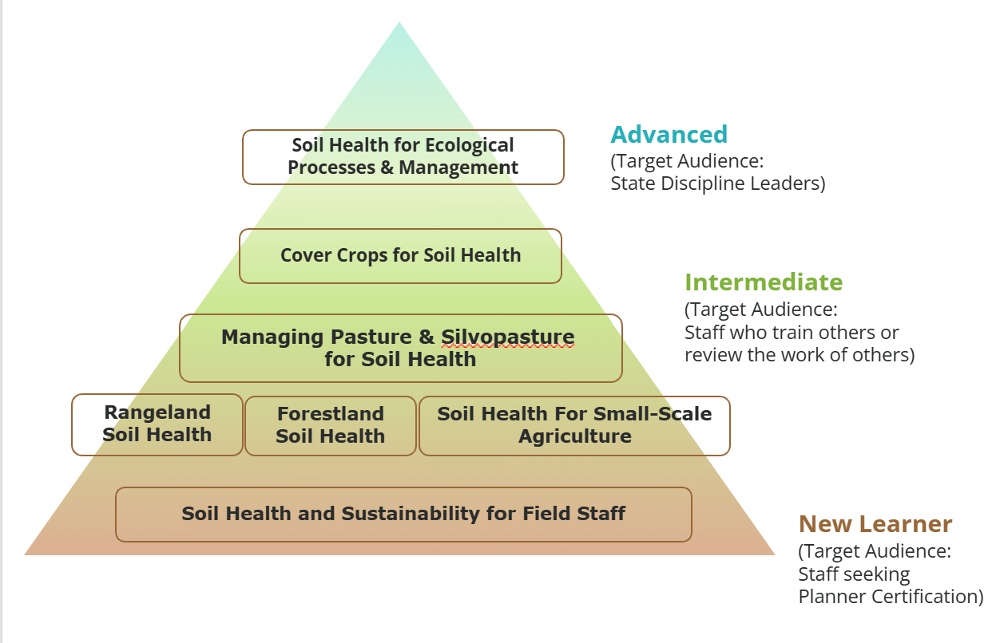 Soil Health for Ecological
Processes & Management
Advanced
(Target Audience:
State Discipline Leaders)
Cover Crops for Soil Health
Intermediate
(Target Audience:
Staff who train others or
review the work of others)
Managing Pasture & Silvopasture
for Soil Health
Rangeland
Soil Health
Forestland
Soil Health
Soil Health For Small-Scale
Agriculture
Soil Health and Sustainability for Field Staff
New Learner
(Target Audience:
Staff seeking
Planner Certification)